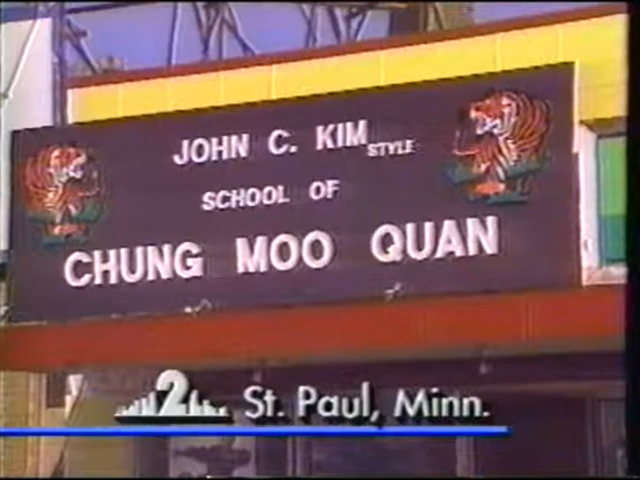 JOHN C. KIM STYLE
SCHOOL OF
CHUNG MOO QUAN
2 St. Paul, Minn.